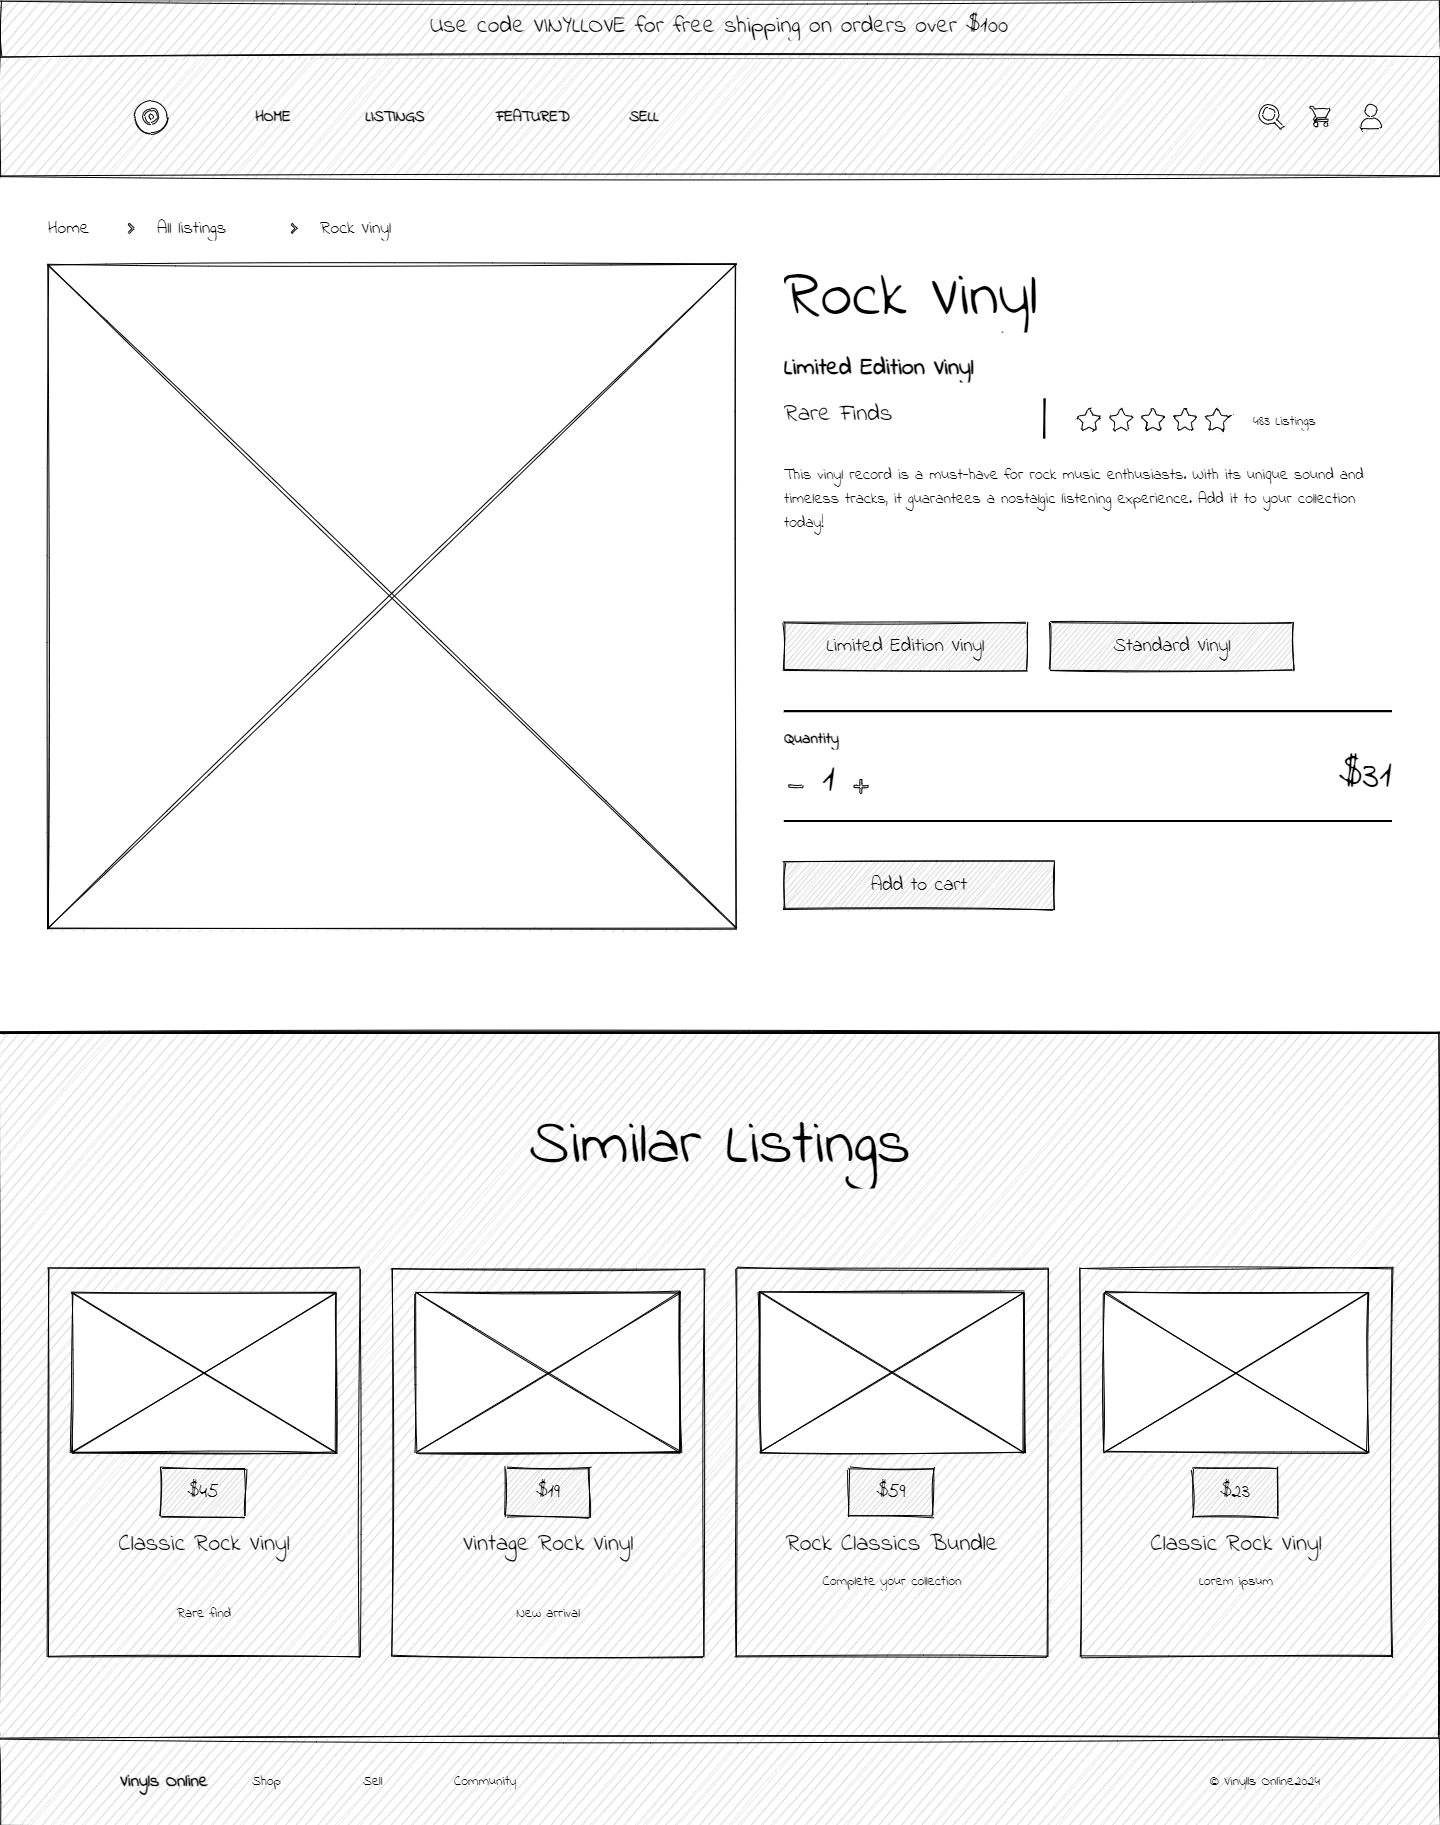 Use code VINYLLOVE for free shipping on orders over $100
HOME LISTINGS FEATURED SELL
Home > All listings > Rock Vinyl
Rock Vinyl
Limited Edition Vinyl
Rare Finds
483 Listings
This vinyl record is a must-have for rock music enthusiasts. With its unique sound and
timeless tracks, it guarantees a nostalgic listening experience. Add it to your collection
today!
Limited Edition Vinyl
Standard Vinyl
Quantity
- 1 +
$31
Add to cart
Similar Listings
$45
Classic Rock Vinyl
Rare find
$19
Vintage Rock Vinyl
New arrival
$59
Rock Classics Bundle
Complete your collection
$23
Classic Rock Vinyl
Lorem ipsum
Vinyls Online Shop Sell Community © Vinylls Online2024